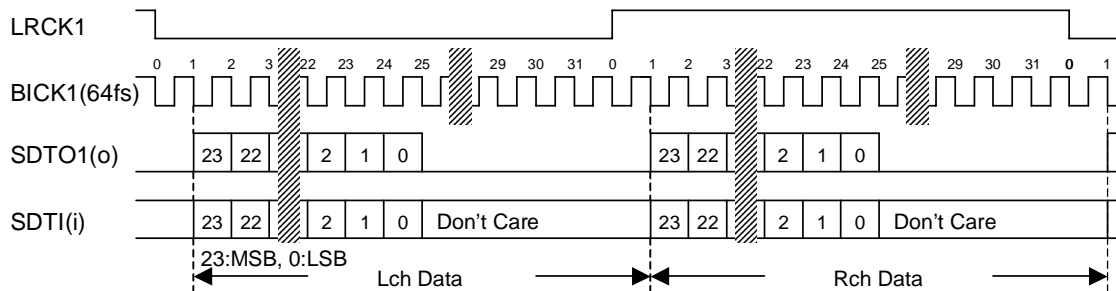 LRCK1
0 1 2 3 22 23 24 25 29 30 31 0 1 2 3 22 23 24 25 29 30 31 0 1
BICK1(64fs)
SDTO1(o) 23 22 2 1 0 23 22 2 1 0
SDTI(i) 23 22 2 1 0 Don't Care 23 22 2 1 0 Don't Care
23:MSB, 0:LSB
Lch Data Rch Data